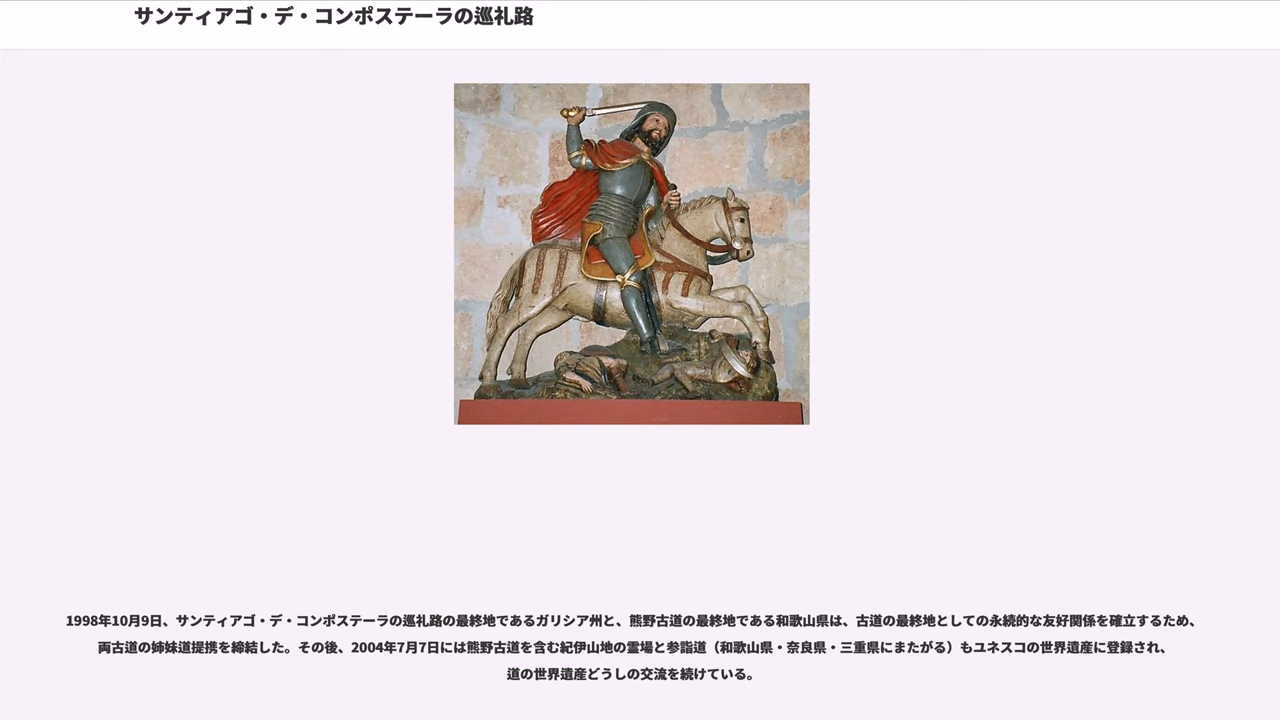 サンティアゴ・デ・コンポステーラの巡礼路
1998年10月9日、サンティアゴ・デ・コンポステーラの巡礼路の最終地であるガリシア州と、熊野古道の最終地である和歌山県は、古道の最終地としての永続的な友好関係を確立するため、
両古道の姉妹道提携を締結した。その後、2004年7月7日には熊野古道を含む紀伊山地の霊場と参詣道（和歌山県・奈良県・三重県にまたがる）もユネスコの世界遺産に登録され、
道の世界遺産どうしの交流を続けている。